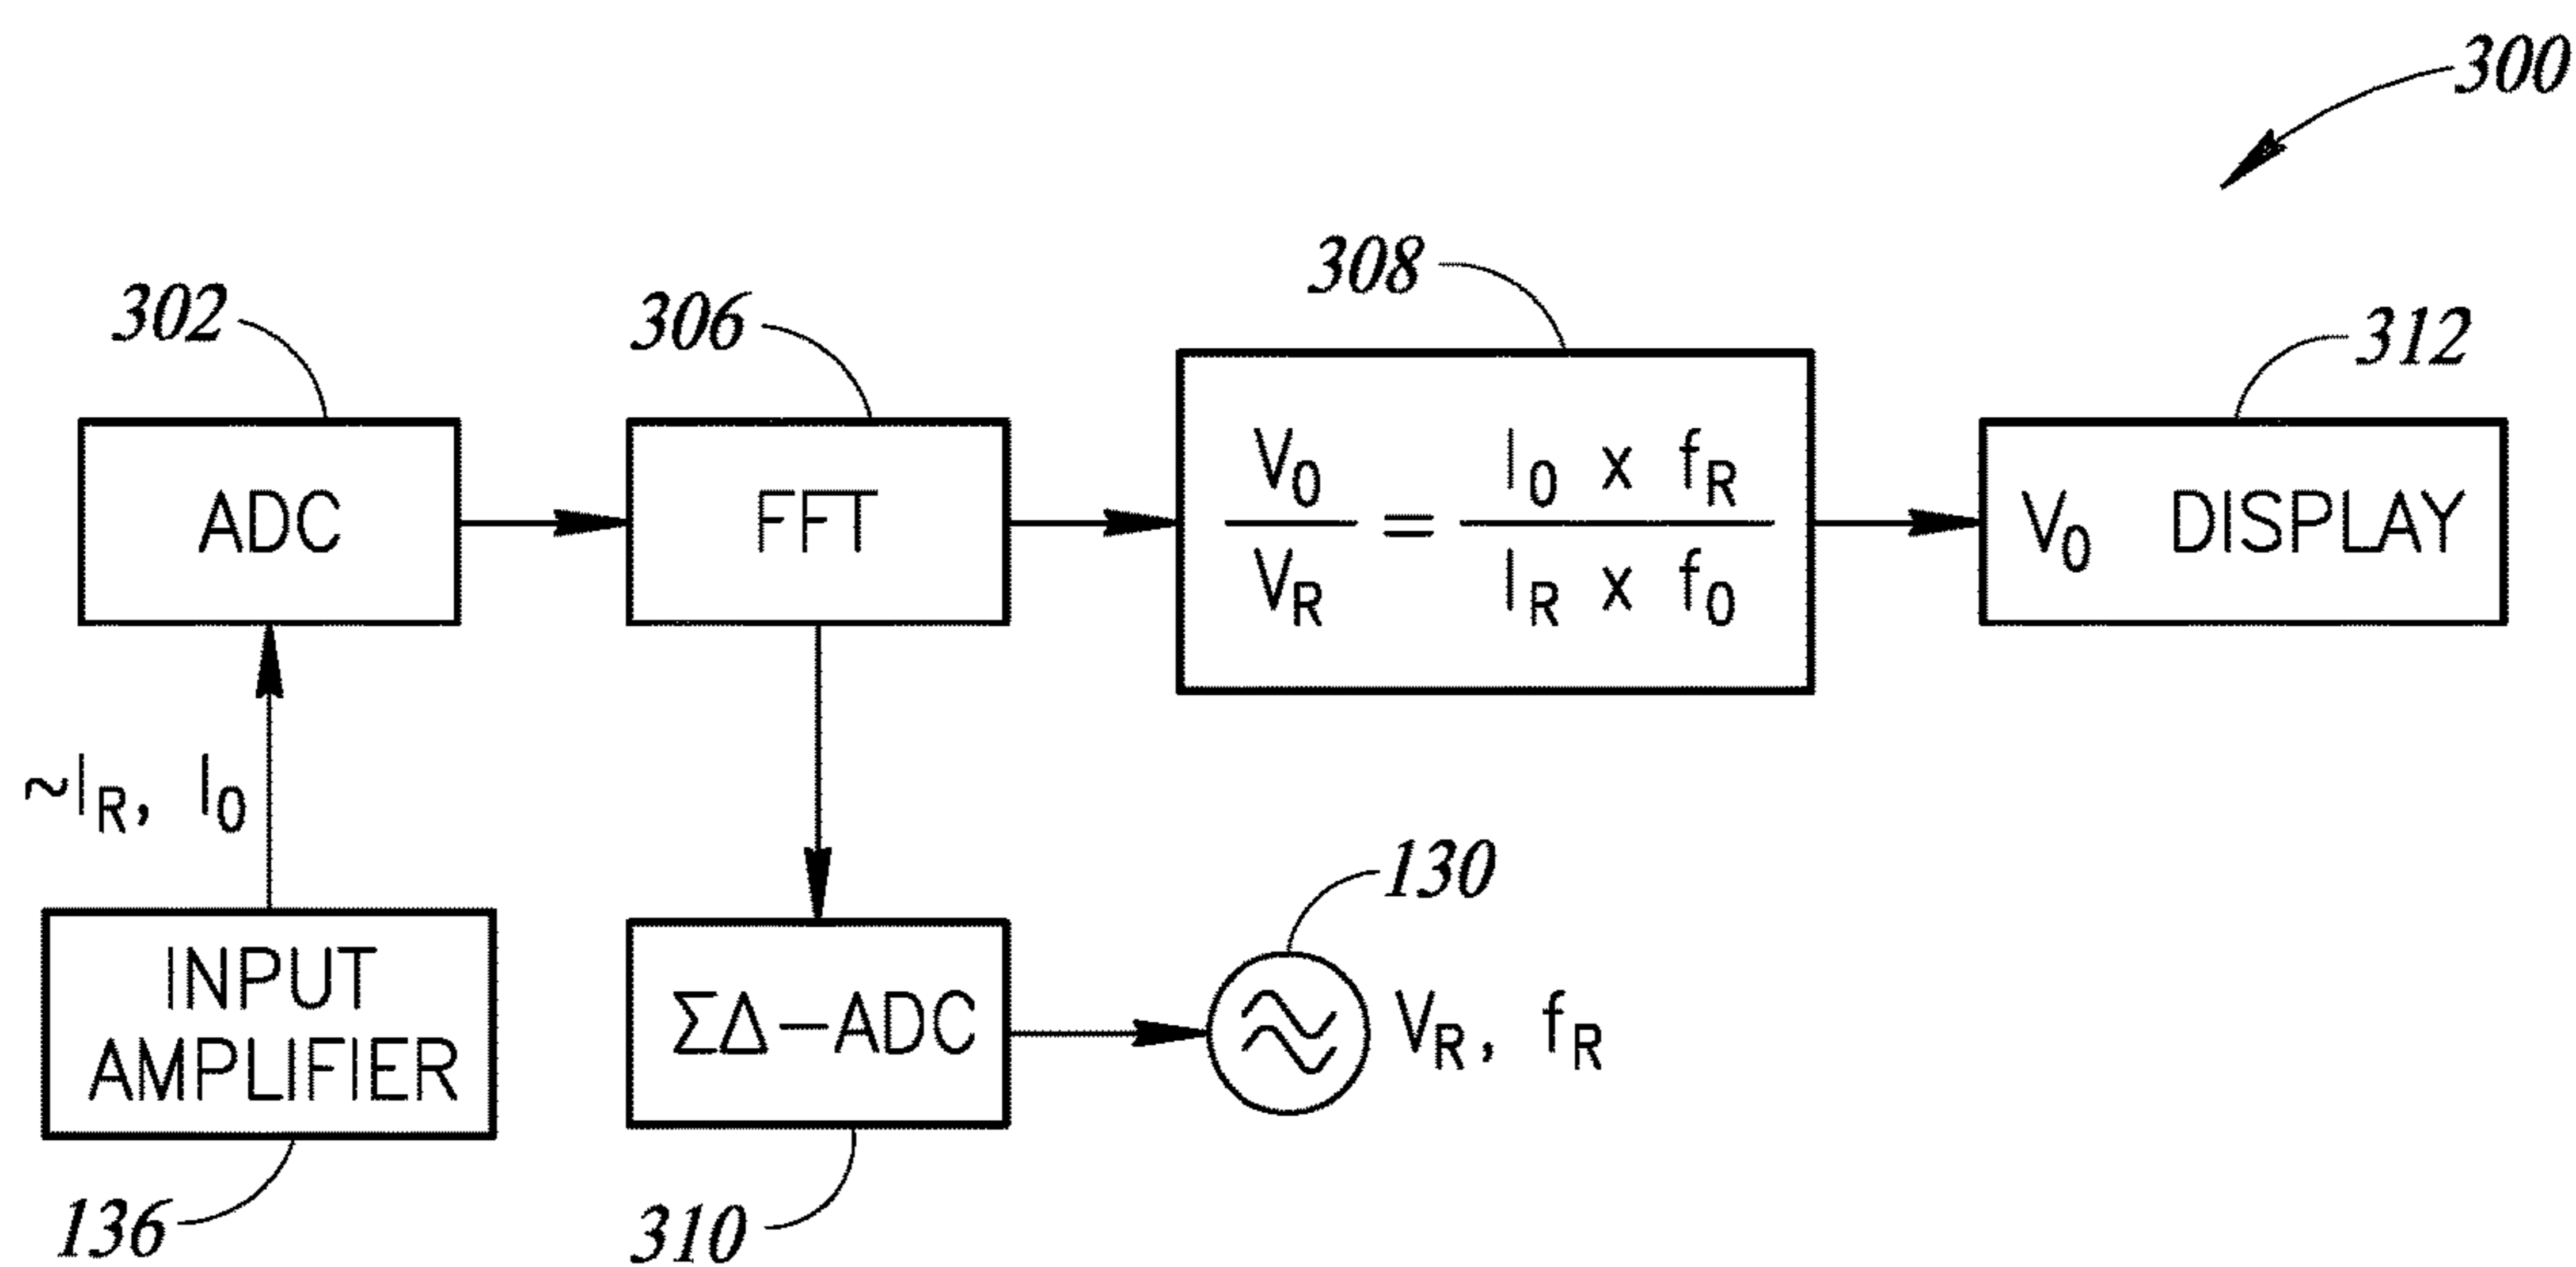 300
302
306
308
312
ADC
FFT
V0 / VR = I0 x fR / IR x f0
V0 DISPLAY
~IR, I0
130
INPUT
AMPLIFIER
ΣΔ-ADC
VR, fR
136
310